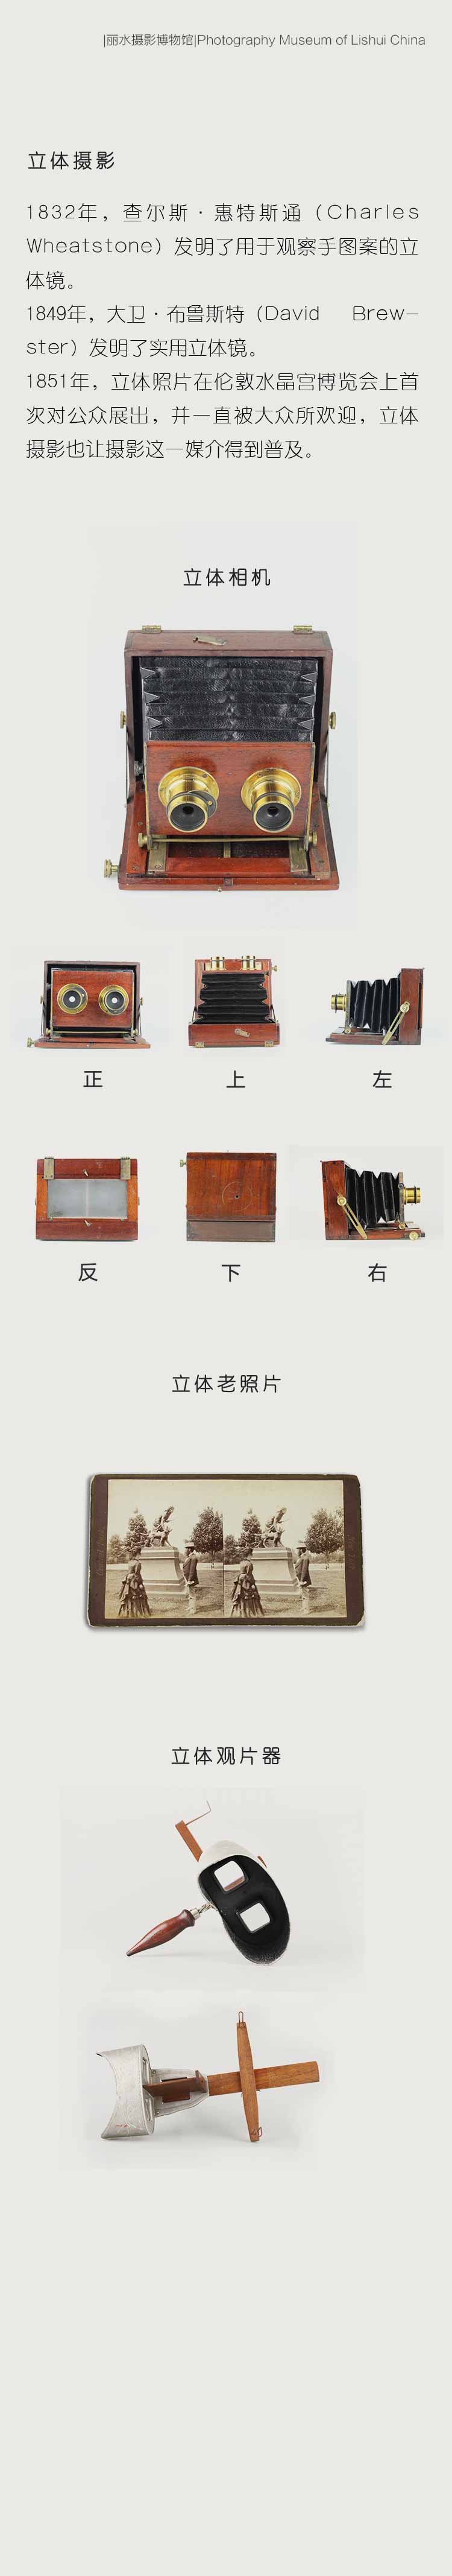 |丽水摄影博物馆|Photography Museum of Lishui China
立体摄影
1832年，查尔斯·惠特斯通（Charles
Wheatstone）发明了用于观察手图案的立
体镜。
1849年，大卫·布鲁斯特（David Brew-
ster）发明了实用立体镜。
1851年，立体照片在伦敦水晶宫博览会上首
次对公众展出，并一直被大众所欢迎，立体
摄影也让摄影这一媒介得到普及。
立体相机
正 上 左
反 下 右
立体老照片
立体观片器